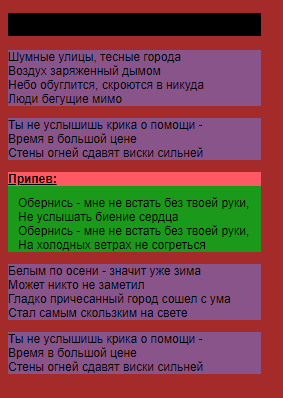 Шумные улицы, тесные города
Воздух заряженный дымом
Небо обуглится, скроются в никуда
Люди бегущие мимо
Ты не услышишь крика о помощи -
Время в большой цене
Стены огней сдавят виски сильней
Припев:
Обернись - мне не встать без твоей руки,
Не услышать биение сердца
Обернись - мне не встать без твоей руки,
На холодных ветрах не согреться
Белым по осени - значит уже зима
Может никто не заметил
Гладко причесанный город сошел с ума
Стал самым скользким на свете
Ты не услышишь крика о помощи -
Время в большой цене
Стены огней сдавят виски сильней